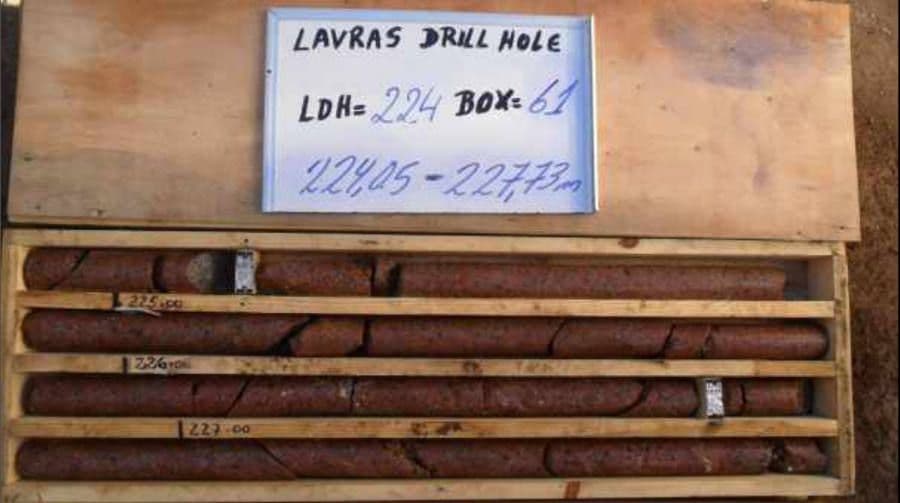 LAVRAS DRILL HOLE
LDH= 224 BOX= 61
224,05 - 227,73m
225.00
226.00
227.00